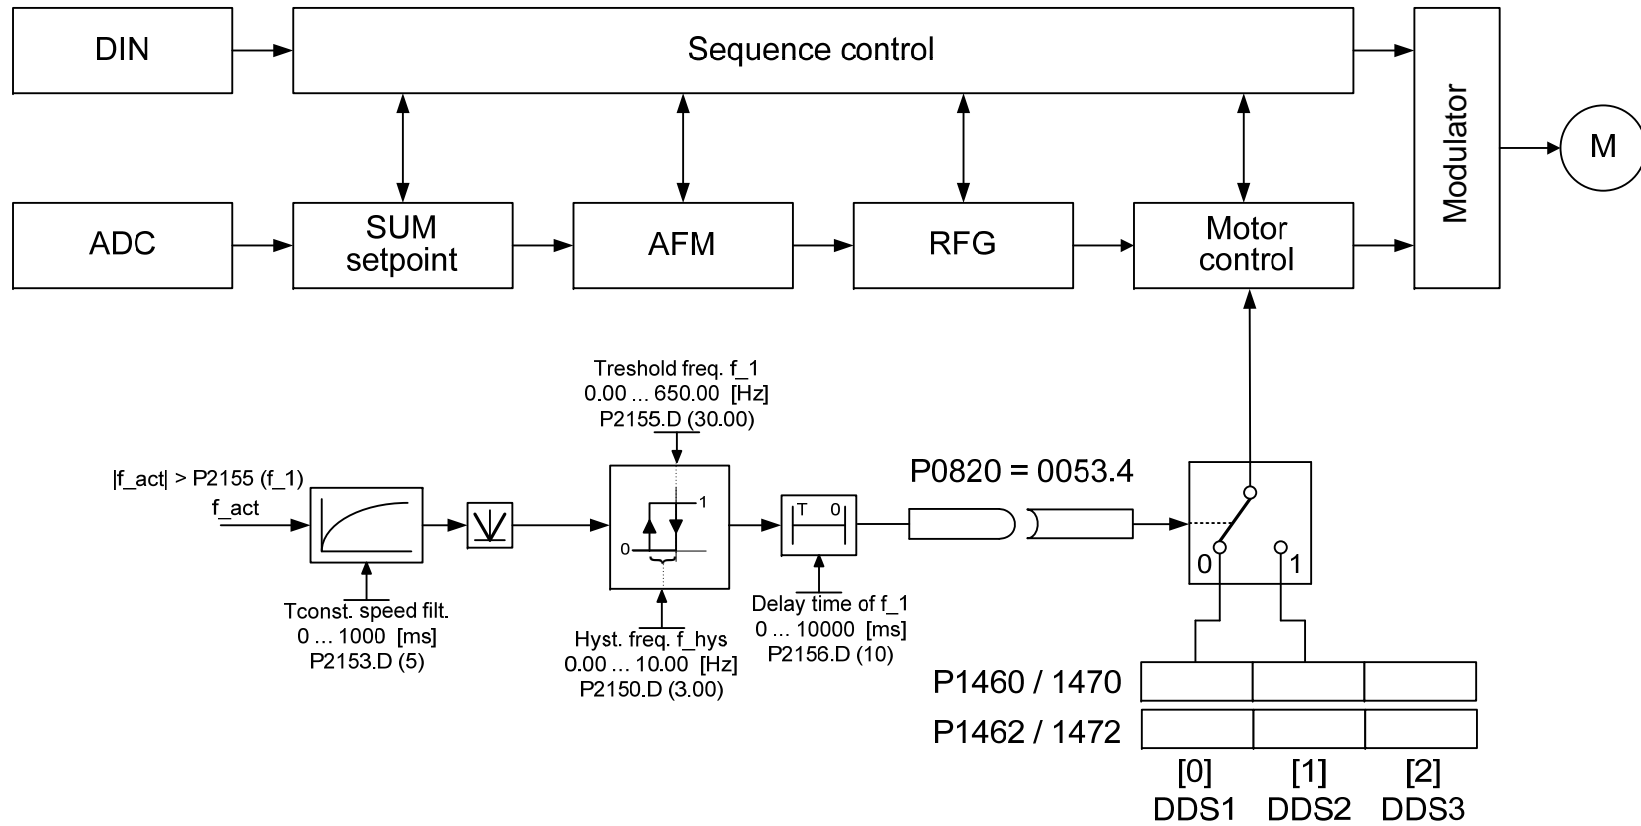 DIN
Sequence control
Modulator
M
ADC
SUM
setpoint
AFM
RFG
Motor
control
Treshold freq. f_1
0.00 ... 650.00 [Hz]
P2155.D (30.00)
|f_act| > P2155 (f_1)
f_act
1
0
T 0
P0820 = 0053.4
0 1
Tconst. speed filt.
0 ... 1000 [ms]
P2153.D (5)
Hyst. freq. f_hys
0.00 ... 10.00 [Hz]
P2150.D (3.00)
Delay time of f_1
0 ... 10000 [ms]
P2156.D (10)
P1460 / 1470
P1462 / 1472
[0] [1] [2]
DDS1 DDS2 DDS3